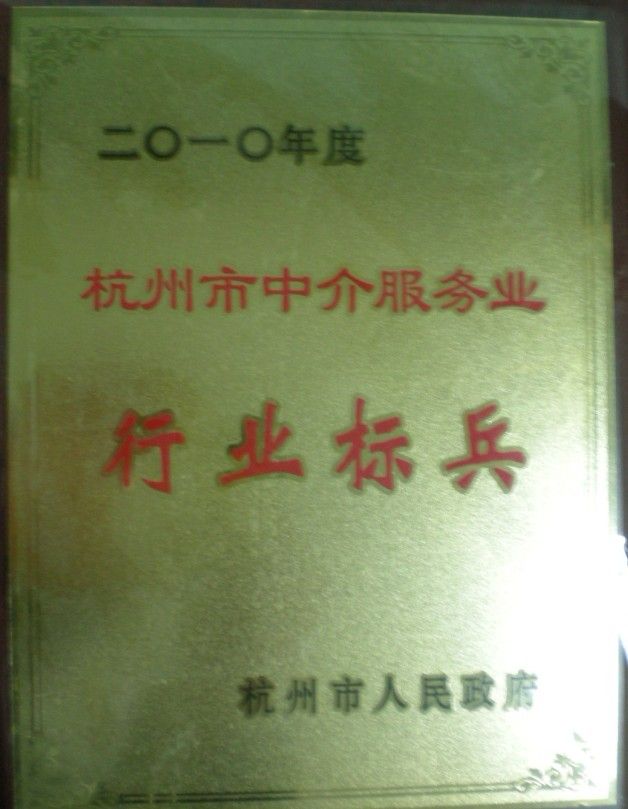 二〇一〇年度
杭州市中介服务业
行业标兵
杭州市人民政府